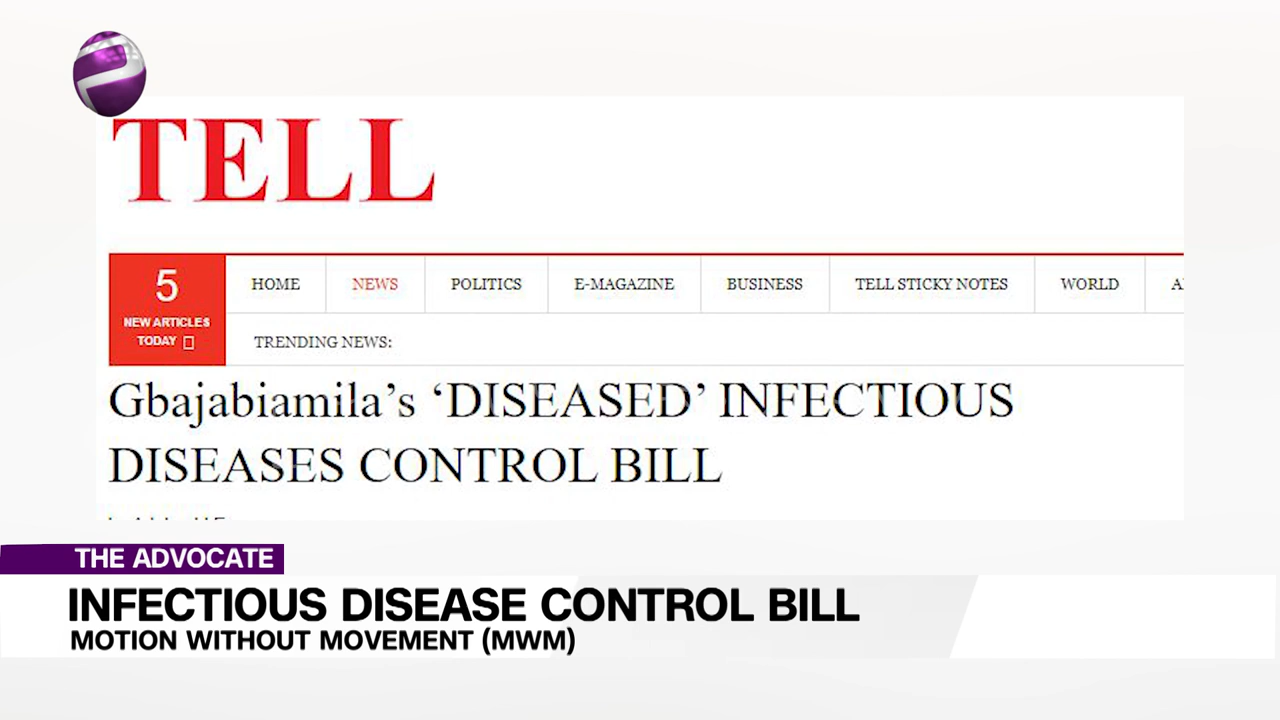 TELL
5
NEW ARTICLES
TODAY
HOME NEWS POLITICS E-MAGAZINE BUSINESS TELL STICKY NOTES WORLD
TRENDING NEWS:
Gbajabiamila’s ‘DISEASED’ INFECTIOUS
DISEASES CONTROL BILL
THE ADVOCATE
INFECTIOUS DISEASE CONTROL BILL
MOTION WITHOUT MOVEMENT (MWM)